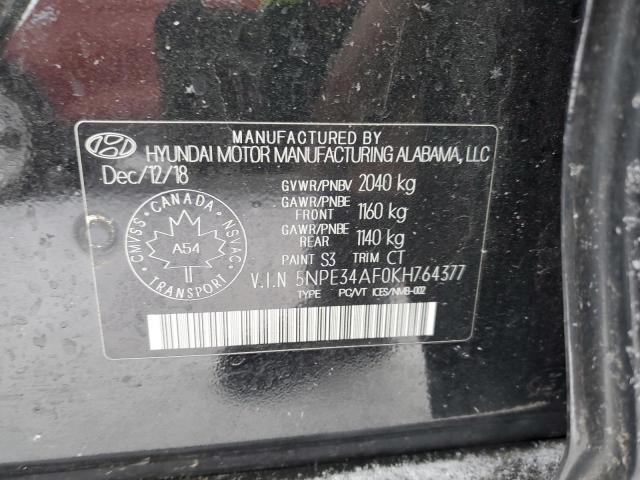 MANUFACTURED BY
HYUNDAI MOTOR MANUFACTURING ALABAMA, LLC
Dec/12/18
GVWR/PNBV 2040 kg
GAWR/PNBE FRONT 1160 kg
GAWR/PNBE REAR 1140 kg
PAINT S3 TRIM CT
CMVSS · CANADA · NSVAC · TRANSPORT
A54
V.I.N 5NPE34AF0KH764377
TYPE PC/VT ICES/NMB-002